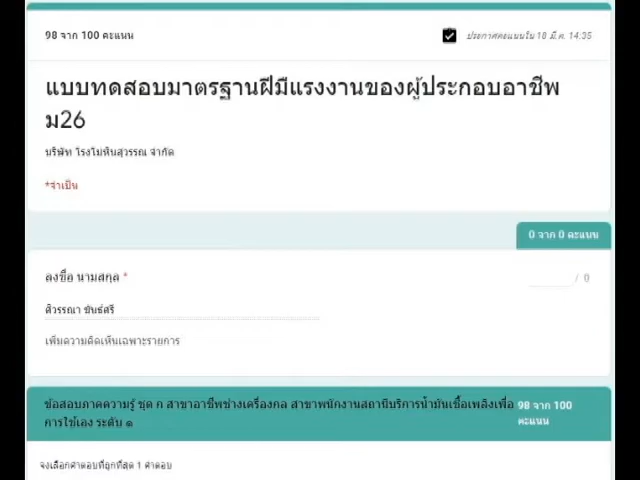 98 จาก 100 คะแนน
ประกาศคะแนนใน 18 มี.ค. 14:35
แบบทดสอบมาตรฐานฝีมือแรงงานของผู้ประกอบอาชีพ
ม26
บริษัท โรงโม่หินสุวรรณ จำกัด
*จำเป็น
0 จาก 0 คะแนน
ลงชื่อ นามสกุล *
/ 0
ศิวรรณา ขันธ์ศรี
เพิ่มความคิดเห็นเฉพาะรายการ
ข้อสอบภาคความรู้ ชุด ก สาขาอาชีพช่างเครื่องกล สาขาพนักงานสถานีบริการน้ำมันเชื้อเพลิงเพื่อ
การใช้เอง ระดับ ๑
98 จาก 100
คะแนน
จงเลือกคำตอบที่ถูกที่สุด 1 คำตอบ